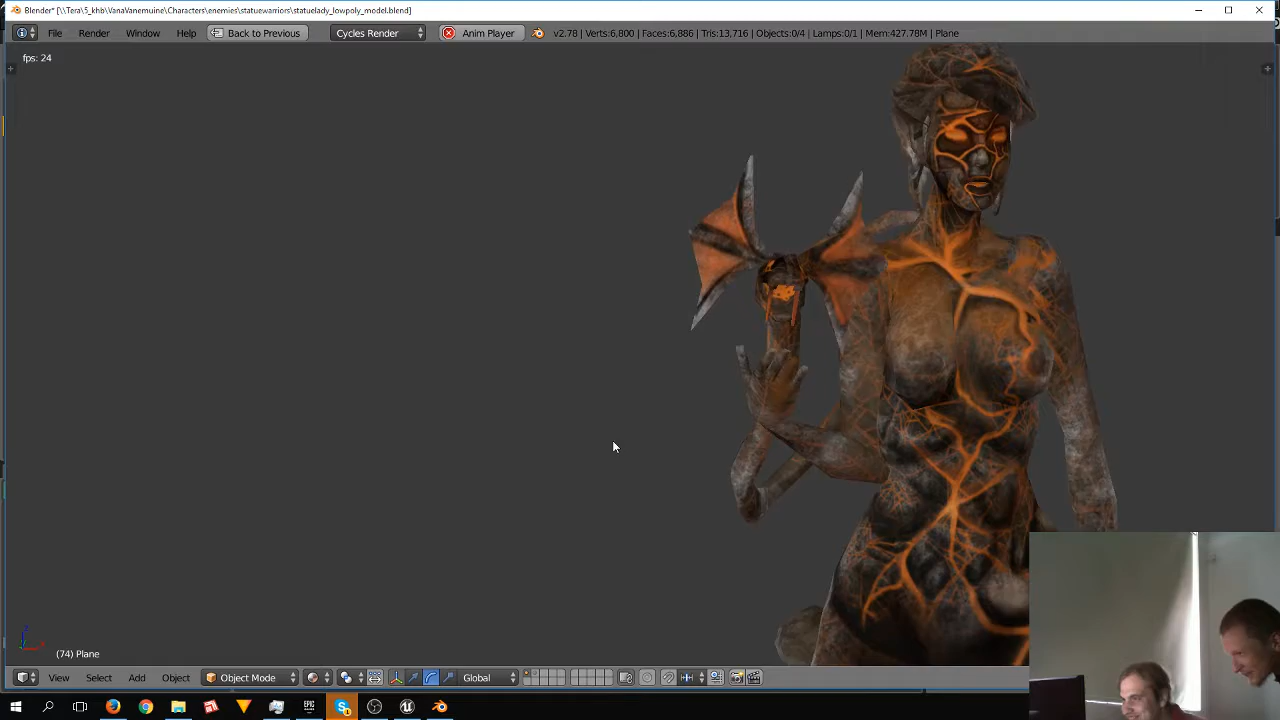 Blender* [\\Tera\5_khb\VanaVanemuine\Characters\enemies\statuewarriors\statuelady_lowpoly_model.blend]
File Render Window Help Back to Previous Cycles Render Anim Player v2.78 | Verts:6,800 | Faces:6,886 | Tris:13,716 | Objects:0/4 | Lamps:0/1 | Mem:427.78M | Plane
fps: 24
(74) Plane
View Select Add Object Object Mode Global